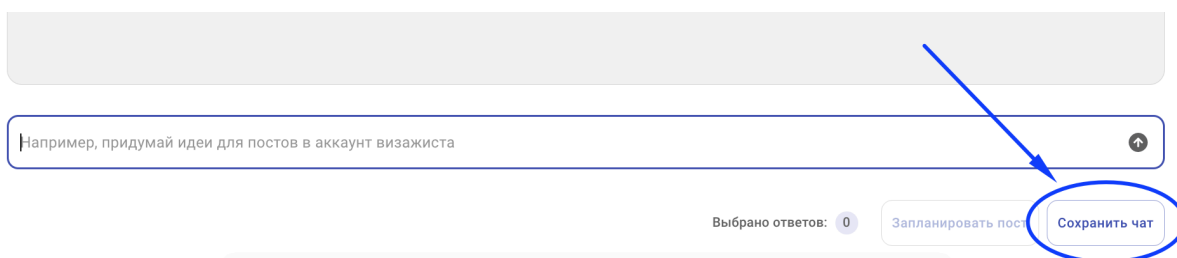 Например, придумай идеи для постов в аккаунт визажиста
Выбрано ответов: 0 Запланировать пост Сохранить чат